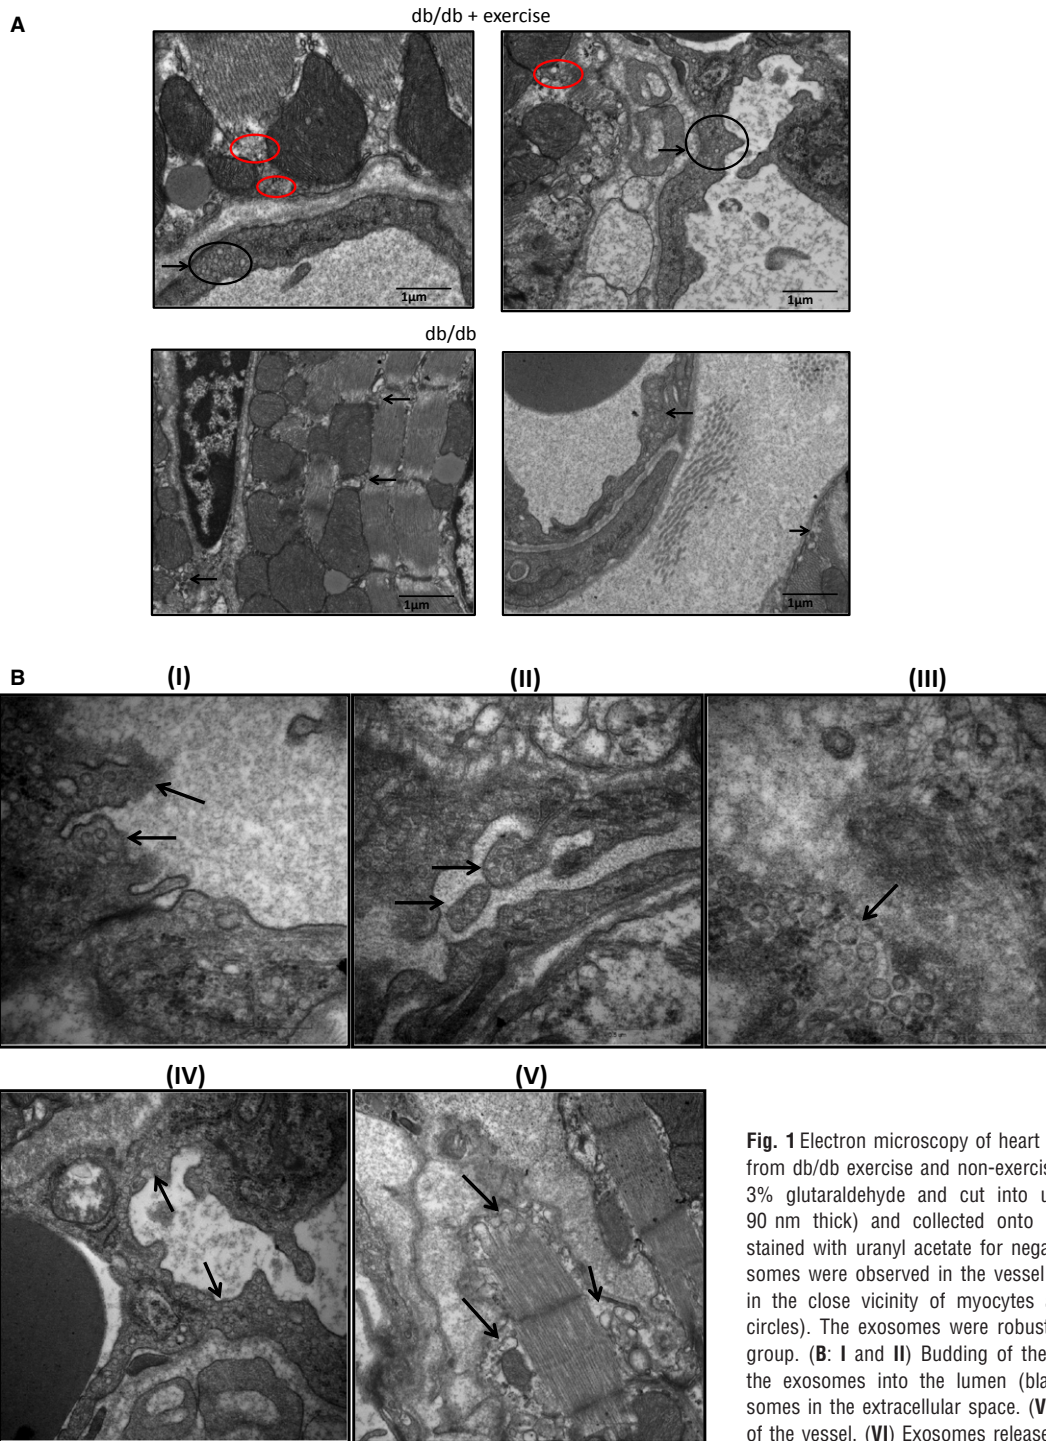 A
db/db + exercise
1µm
1µm
db/db
1µm
1µm
B
(I)
(II)
(III)
(IV)
(V)
Fig. 1 Electron microscopy of heart
from db/db exercise and non-exercis
3% glutaraldehyde and cut into u
90 nm thick) and collected onto
stained with uranyl acetate for nega
somes were observed in the vessel
in the close vicinity of myocytes
circles). The exosomes were robust
group. (B: I and II) Budding of the
the exosomes into the lumen (bla
somes in the extracellular space. (V
of the vessel. (VI) Exosomes release